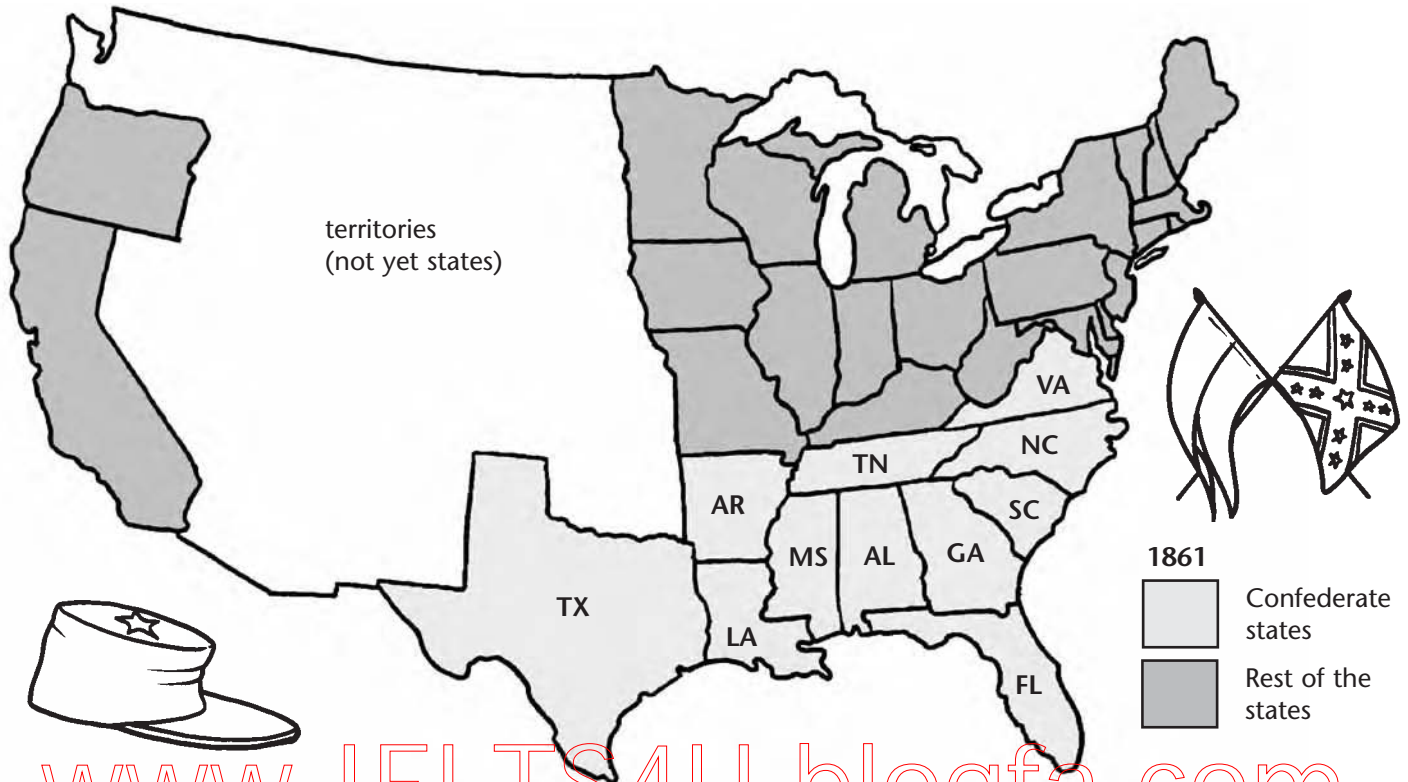 territories
(not yet states)
VA
NC
TN
SC
AR
MS
AL
GA
TX
LA
FL
1861
Confederate
states
Rest of the
states
www.IELTS4U.blogfa.com